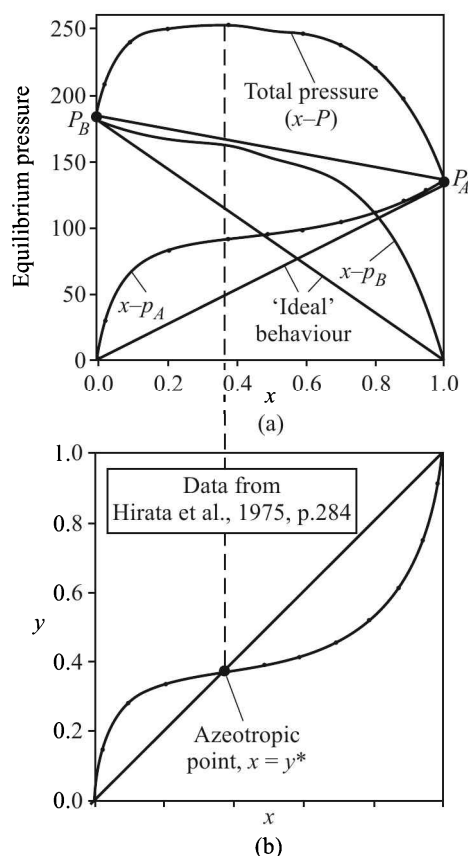 (a)
250
200
150
100
50
0
Equilibrium pressure
P_B
Total pressure
(x–P)
P_A
x–p_A
x–p_B
'Ideal'
behaviour
0.0 0.2 0.4 0.6 0.8 1.0
x
(a)
1.0
0.8
0.6
0.4
0.2
0.0
y
Data from
Hirata et al., 1975, p.284
Azeotropic
point, x = y*
x
(b)